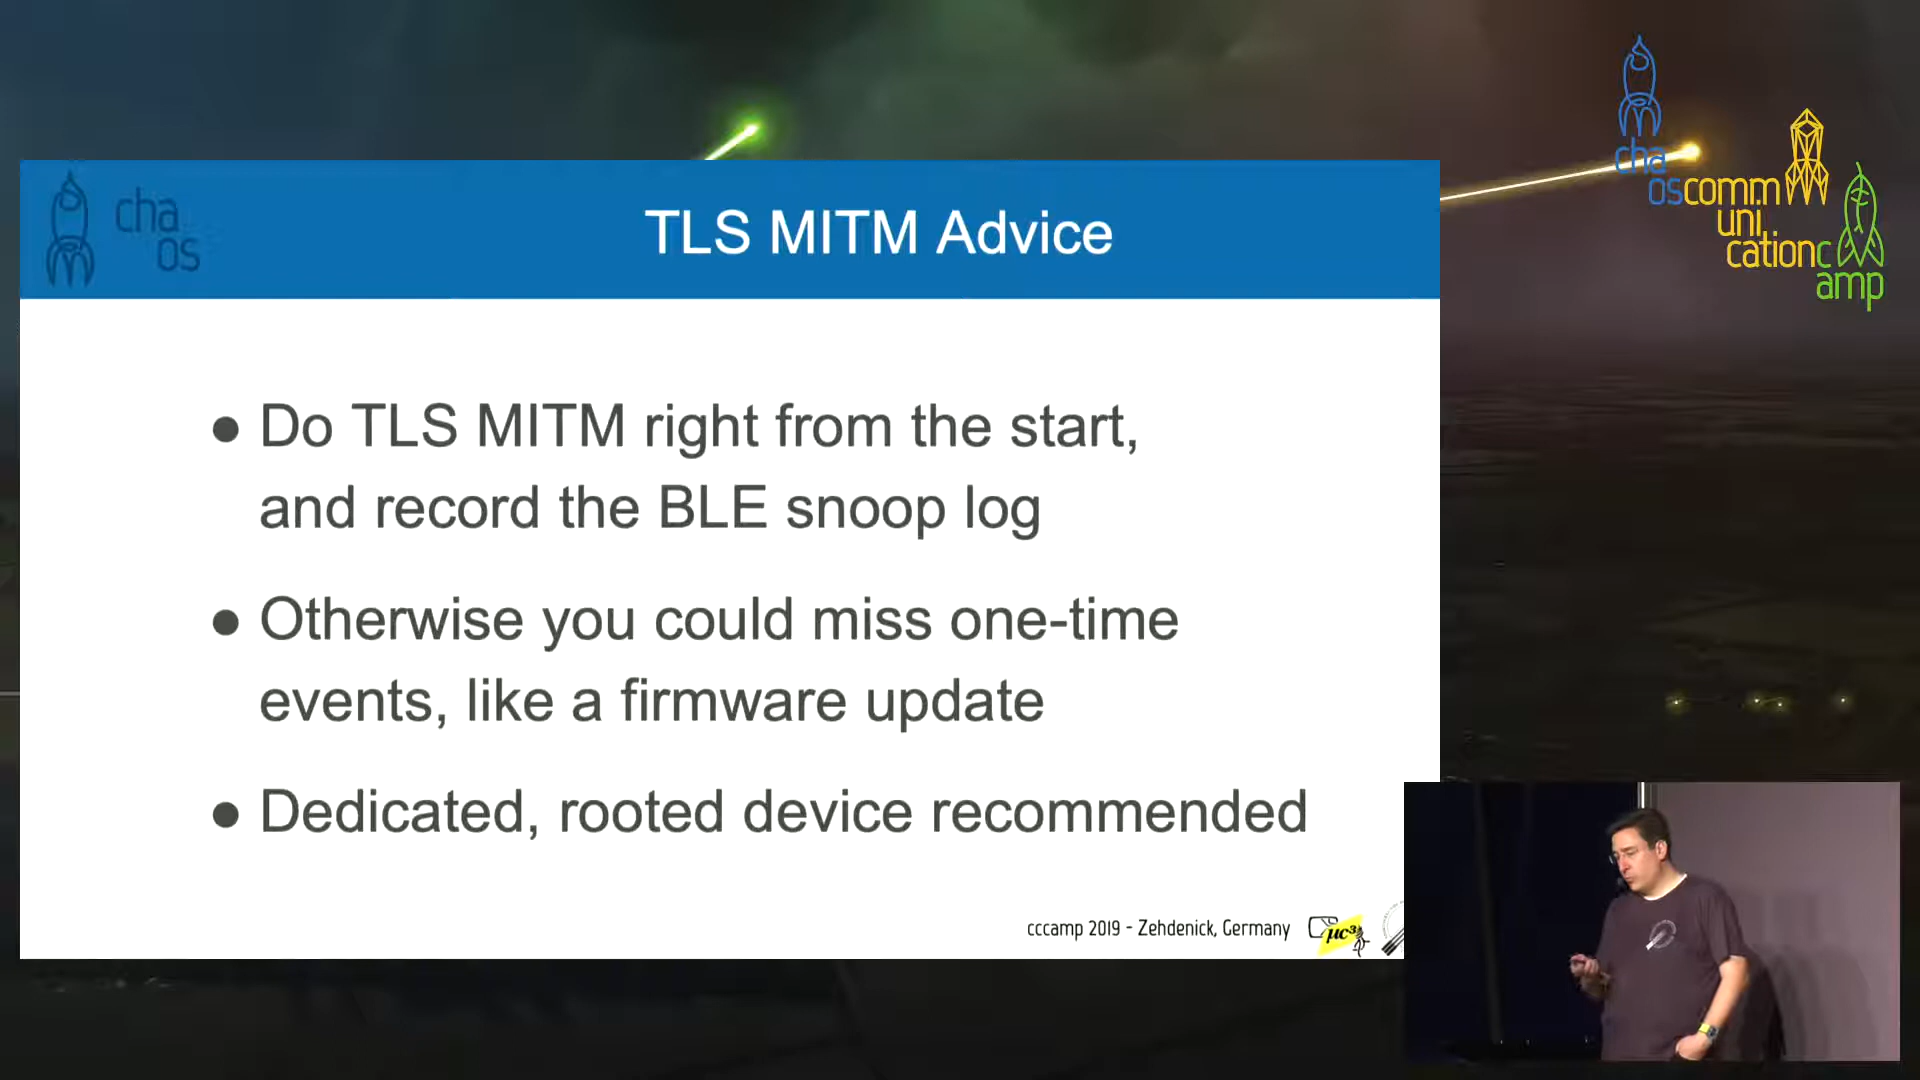 cha
os
TLS MITM Advice
● Do TLS MITM right from the start,
and record the BLE snoop log
● Otherwise you could miss one-time
events, like a firmware update
● Dedicated, rooted device recommended
cccamp 2019 - Zehdenick, Germany
µc³
cha
oscomm
uni
cationc
amp